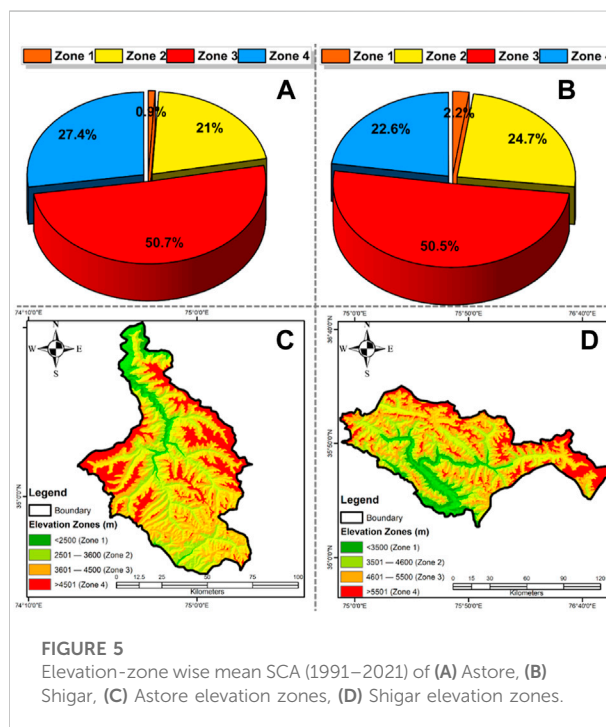 Zone 1 Zone 2 Zone 3 Zone 4
A
0.9%
21%
27.4%
50.7%
Zone 1 Zone 2 Zone 3 Zone 4
B
2.2%
24.7%
22.6%
50.5%
74°10'0"E 75°0'0"E
C
N
W E
S
35°0'0"N
Legend
Boundary
Elevation Zones (m)
<2500 (Zone 1)
2501 — 3600 (Zone 2)
3601 — 4500 (Zone 3)
>4501 (Zone 4)
0 12.5 25 50 75 100
Kilometers
74°10'0"E 75°0'0"E
75°0'0"E 75°50'0"E 76°40'0"E
D
36°40'0"N
N
W E
S
35°50'0"N
35°0'0"N
Legend
Boundary
Elevation Zones (m)
<3500 (Zone 1)
3501 — 4600 (Zone 2)
4601 — 5500 (Zone 3)
>5501 (Zone 4)
0 15 30 60 90 120
Kilometers
75°0'0"E 75°50'0"E 76°40'0"E
FIGURE 5
Elevation-zone wise mean SCA (1991–2021) of (A) Astore, (B)
Shigar, (C) Astore elevation zones, (D) Shigar elevation zones.